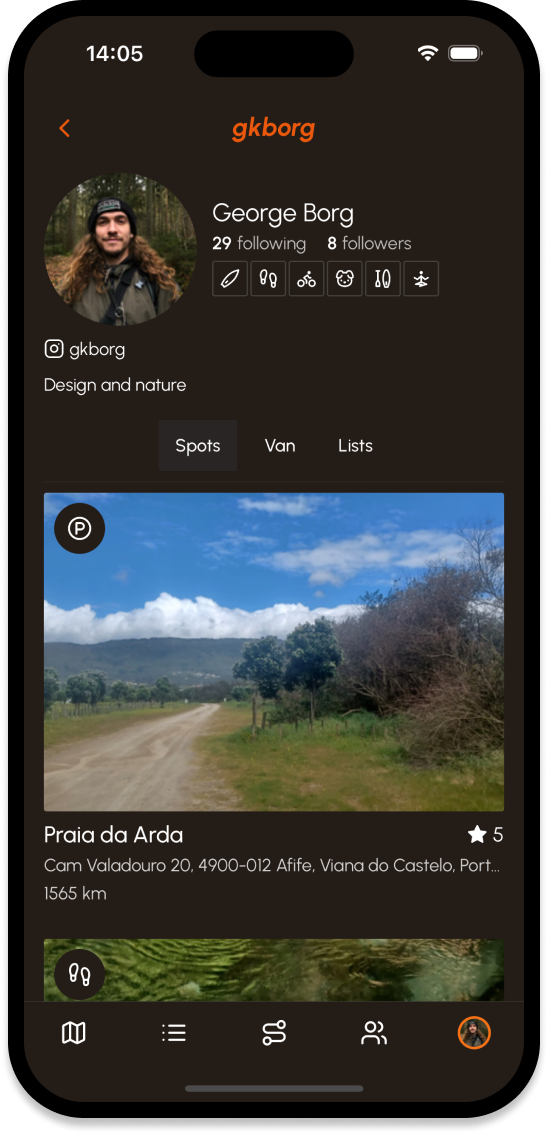 14:05
gkborg
George Borg
29 following 8 followers
gkborg
Design and nature
Spots Van Lists
P
Praia da Arda
5
Cam Valadouro 20, 4900-012 Afife, Viana do Castelo, Port...
1565 km